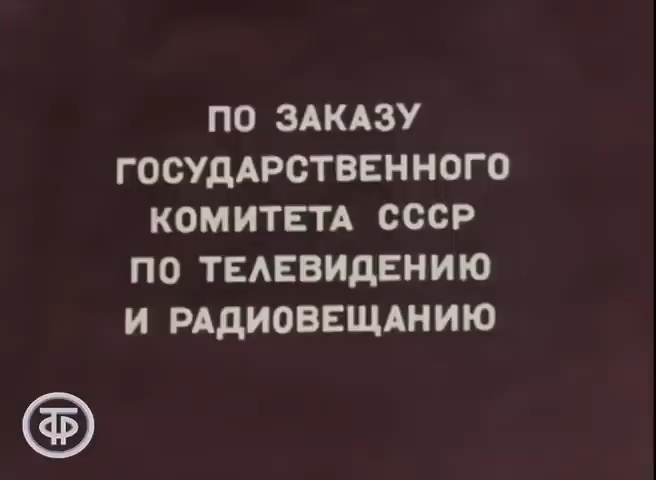 ПО ЗАКАЗУ
ГОСУДАРСТВЕННОГО
КОМИТЕТА СССР
ПО ТЕЛЕВИДЕНИЮ
И РАДИОВЕЩАНИЮ